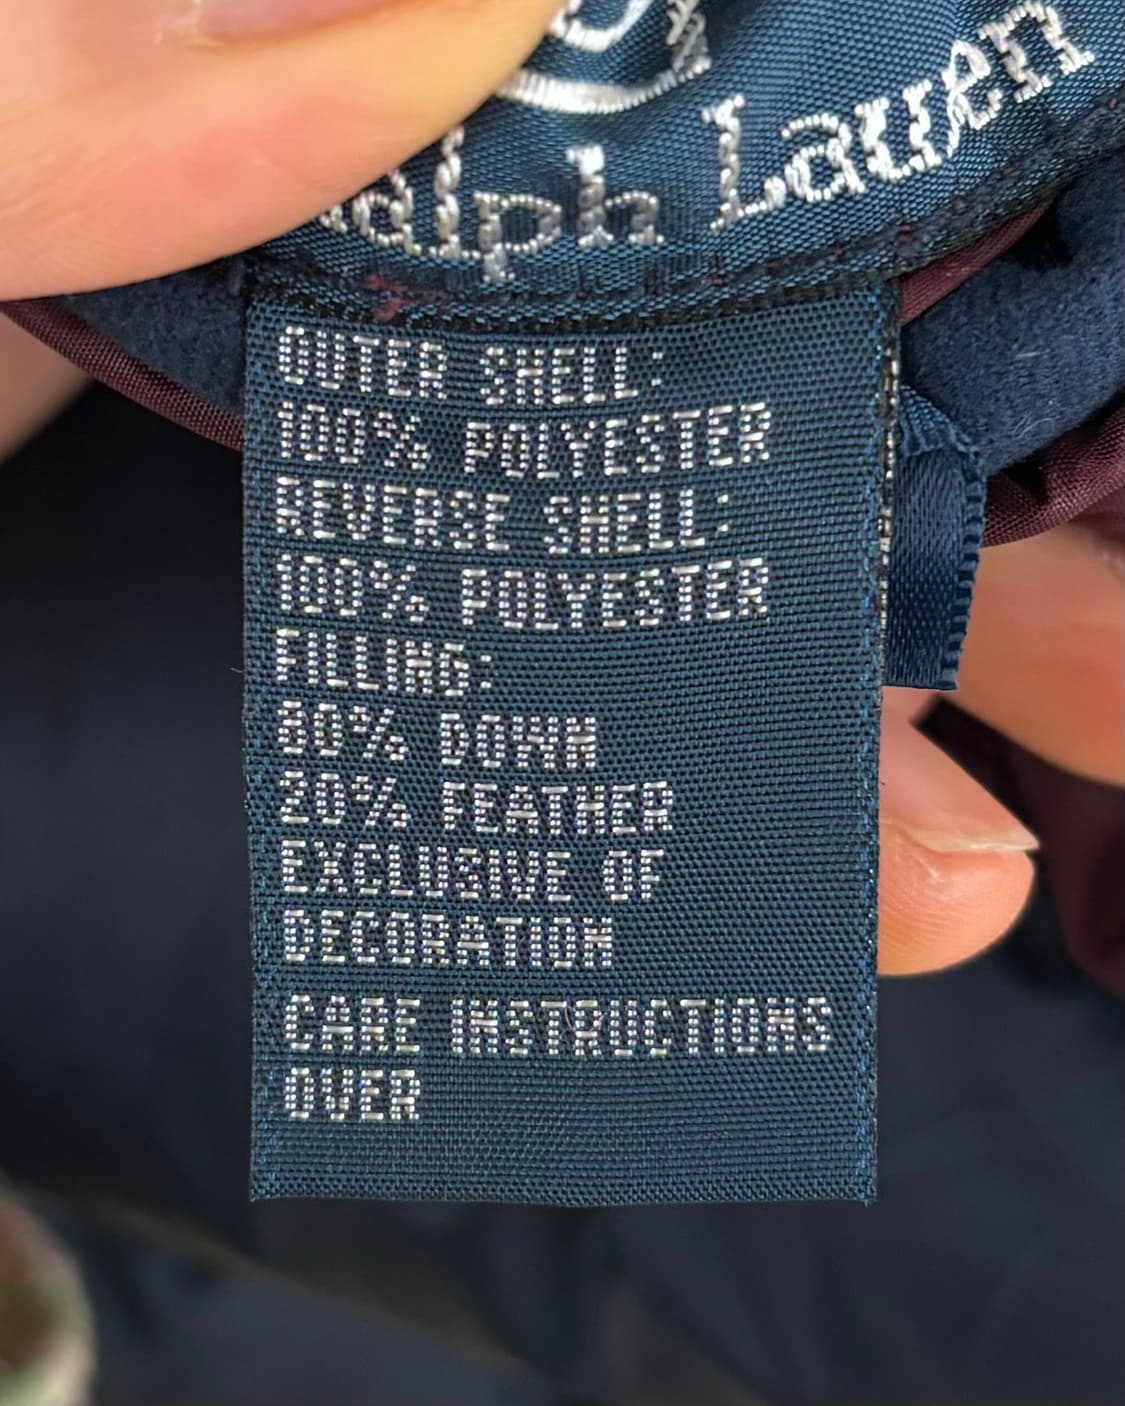 Ralph Lauren
OUTER SHELL:
100% POLYESTER
REVERSE SHELL:
100% POLYESTER
FILLING:
80% DOWN
20% FEATHER
EXCLUSIVE OF
DECORATION
CARE INSTRUCTIONS
OVER